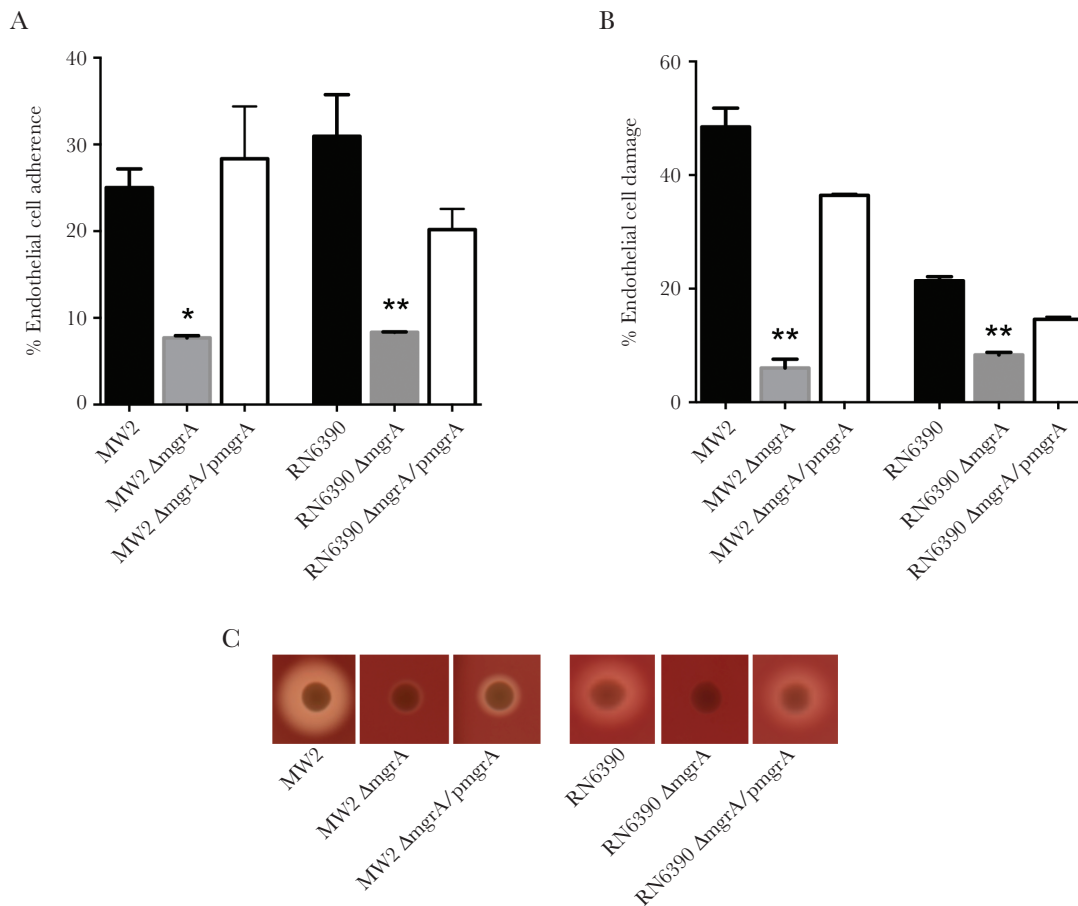 A
% Endothelial cell adherence
40
30
20
10
0
*
**
MW2
MW2 ΔmgrA
MW2 ΔmgrA/pmgrA
RN6390
RN6390 ΔmgrA
RN6390 ΔmgrA/pmgrA
B
% Endothelial cell damage
60
40
20
0
**
**
MW2
MW2 ΔmgrA
MW2 ΔmgrA/pmgrA
RN6390
RN6390 ΔmgrA
RN6390 ΔmgrA/pmgrA
C
MW2
MW2 ΔmgrA
MW2 ΔmgrA/pmgrA
RN6390
RN6390 ΔmgrA
RN6390 ΔmgrA/pmgrA